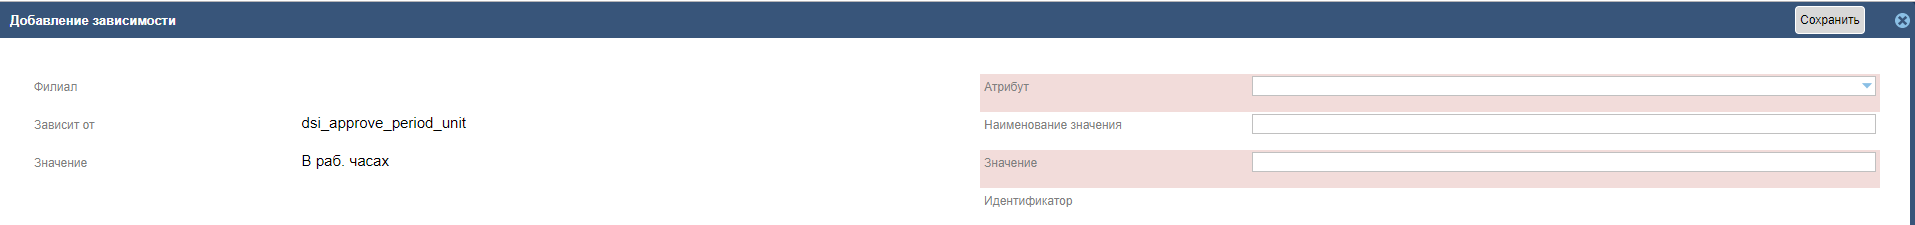 Добавление зависимости
Сохранить
Филиал
Зависит от
dsi_approve_period_unit
Значение
В раб. часах
Атрибут
Наименование значения
Значение
Идентификатор